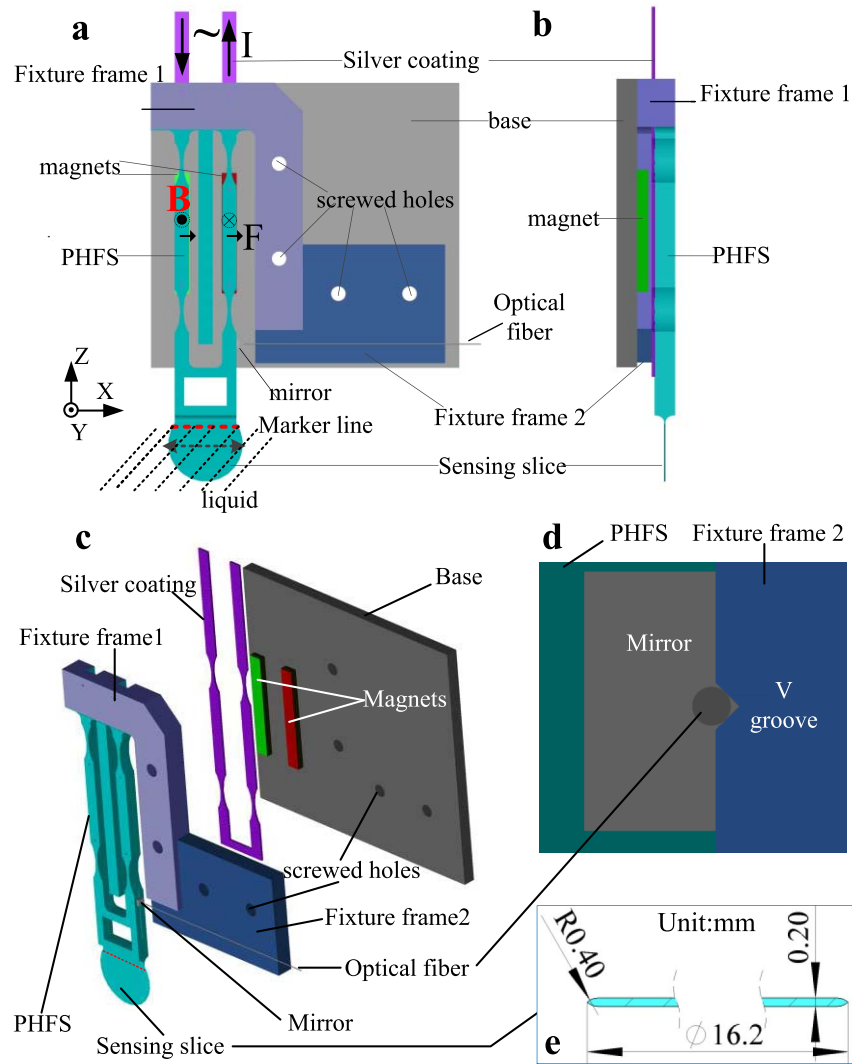 a
~
I
Silver coating
b
Fixture frame 1
Fixture frame 1
base
magnets
B
screwed holes
magnet
F
PHFS
PHFS
Optical
fiber
Z
X
Y
mirror
Marker line
Fixture frame 2
Sensing slice
liquid
c
Silver coating
Base
Fixture frame1
Magnets
screwed holes
Fixture frame2
Optical fiber
PHFS
Mirror
Sensing slice
d
PHFS
Fixture frame 2
Mirror
V
groove
Unit:mm
R0.40
0.20
∅ 16.2
e